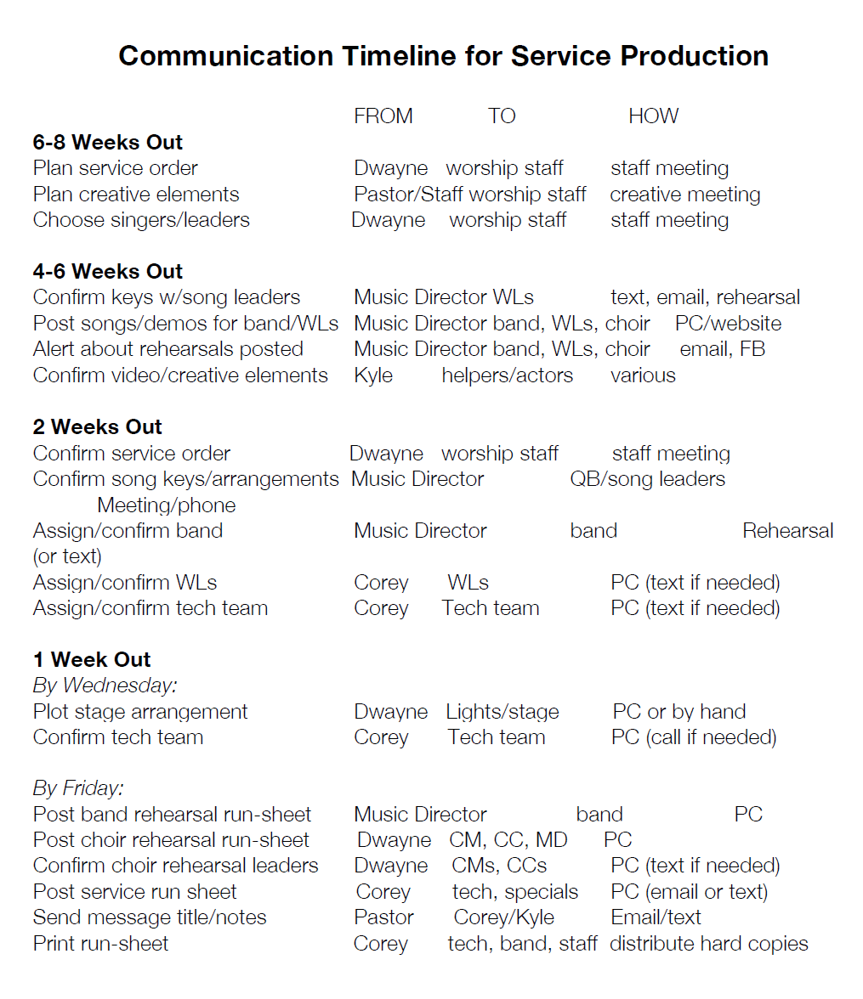 Communication Timeline for Service Production
FROM TO HOW
6-8 Weeks Out
Plan service order Dwayne worship staff staff meeting
Plan creative elements Pastor/Staff worship staff creative meeting
Choose singers/leaders Dwayne worship staff staff meeting
4-6 Weeks Out
Confirm keys w/song leaders Music Director WLs text, email, rehearsal
Post songs/demos for band/WLs Music Director band, WLs, choir PC/website
Alert about rehearsals posted Music Director band, WLs, choir email, FB
Confirm video/creative elements Kyle helpers/actors various
2 Weeks Out
Confirm service order Dwayne worship staff staff meeting
Confirm song keys/arrangements Music Director QB/song leaders
Meeting/phone
Assign/confirm band Music Director band Rehearsal
(or text)
Assign/confirm WLs Corey WLs PC (text if needed)
Assign/confirm tech team Corey Tech team PC (text if needed)
1 Week Out
By Wednesday:
Plot stage arrangement Dwayne Lights/stage PC or by hand
Confirm tech team Corey Tech team PC (call if needed)
By Friday:
Post band rehearsal run-sheet Music Director band PC
Post choir rehearsal run-sheet Dwayne CM, CC, MD PC
Confirm choir rehearsal leaders Dwayne CMs, CCs PC (text if needed)
Post service run sheet Corey tech, specials PC (email or text)
Send message title/notes Pastor Corey/Kyle Email/text
Print run-sheet Corey tech, band, staff distribute hard copies